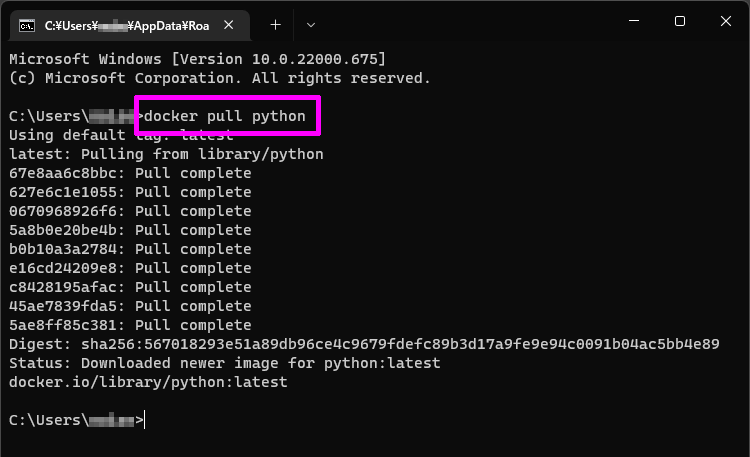 C:¥Users¥ ¥AppData¥Roa
Microsoft Windows [Version 10.0.22000.675]
(c) Microsoft Corporation. All rights reserved.
C:\Users\ >docker pull python
Using default tag: latest
latest: Pulling from library/python
67e8aa6c8bbc: Pull complete
627e6c1e1055: Pull complete
0670968926f6: Pull complete
5a8b0e20be4b: Pull complete
b0b10a3a2784: Pull complete
e16cd24209e8: Pull complete
c8428195afac: Pull complete
45ae7839fda5: Pull complete
5ae8ff85c381: Pull complete
Digest: sha256:567018293e51a89db96ce4c9679fdefc89b3d17a9fe9e94c0091b04ac5bb4e89
Status: Downloaded newer image for python:latest
docker.io/library/python:latest
C:\Users\ >